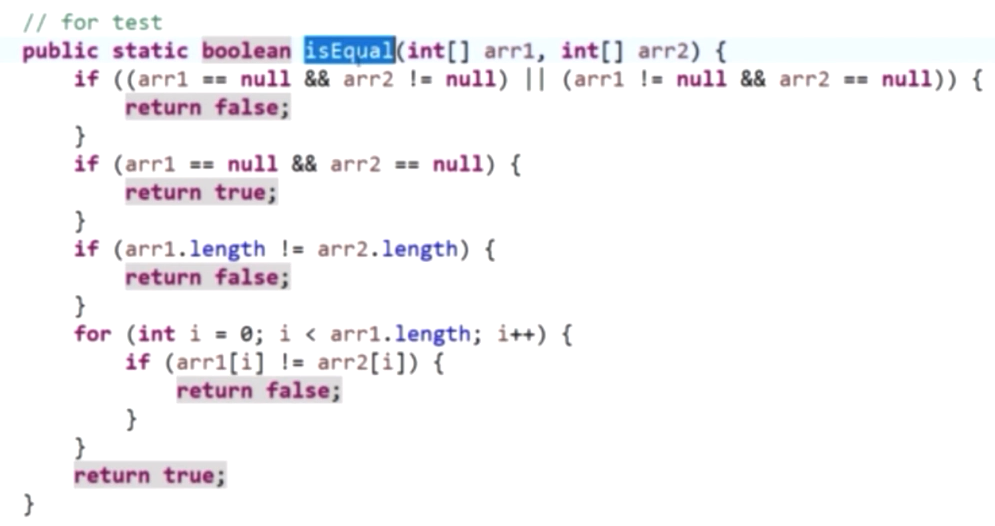 // for test
public static boolean isEqual(int[] arr1, int[] arr2) {
    if ((arr1 == null && arr2 != null) || (arr1 != null && arr2 == null)) {
        return false;
    }
    if (arr1 == null && arr2 == null) {
        return true;
    }
    if (arr1.length != arr2.length) {
        return false;
    }
    for (int i = 0; i < arr1.length; i++) {
        if (arr1[i] != arr2[i]) {
            return false;
        }
    }
    return true;
}